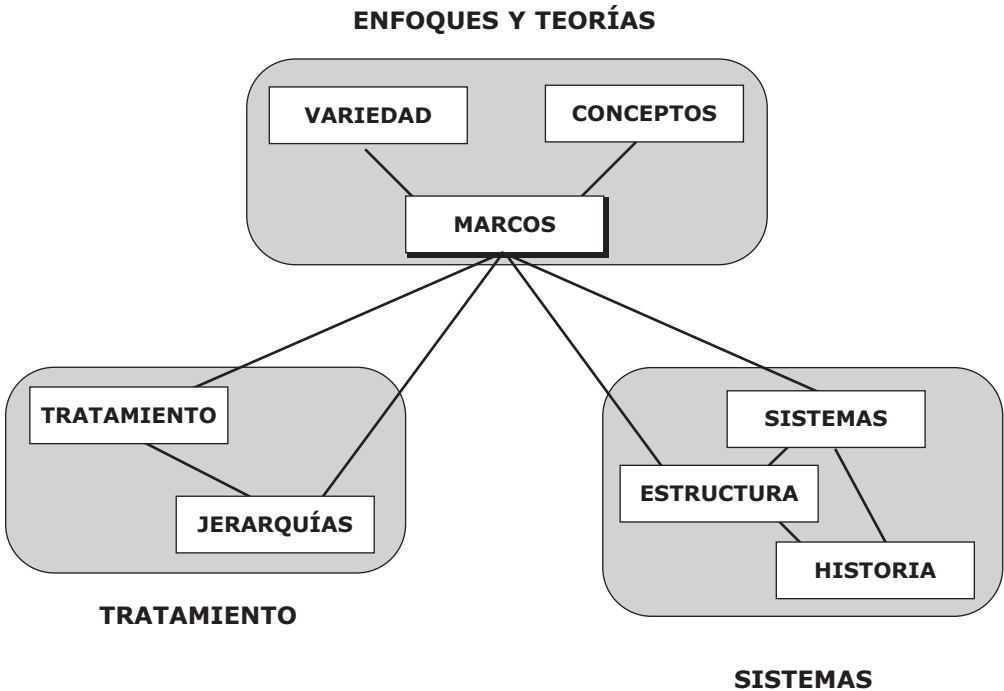 ENFOQUES Y TEORÍAS
VARIEDAD
CONCEPTOS
MARCOS
TRATAMIENTO
JERARQUÍAS
TRATAMIENTO
SISTEMAS
ESTRUCTURA
HISTORIA
SISTEMAS